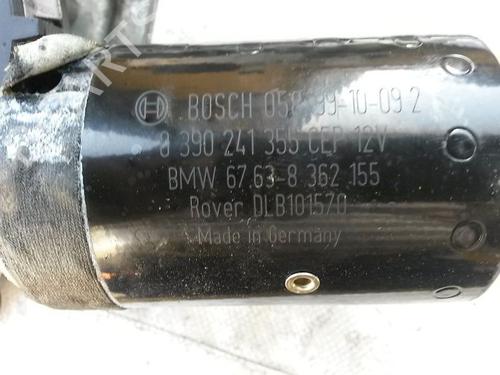 BOSCH 058 99-10-09 2
0 390 241 355 CEP 12V
BMW 67.63-8 362 155
Rover DLB101570
Made in Germany